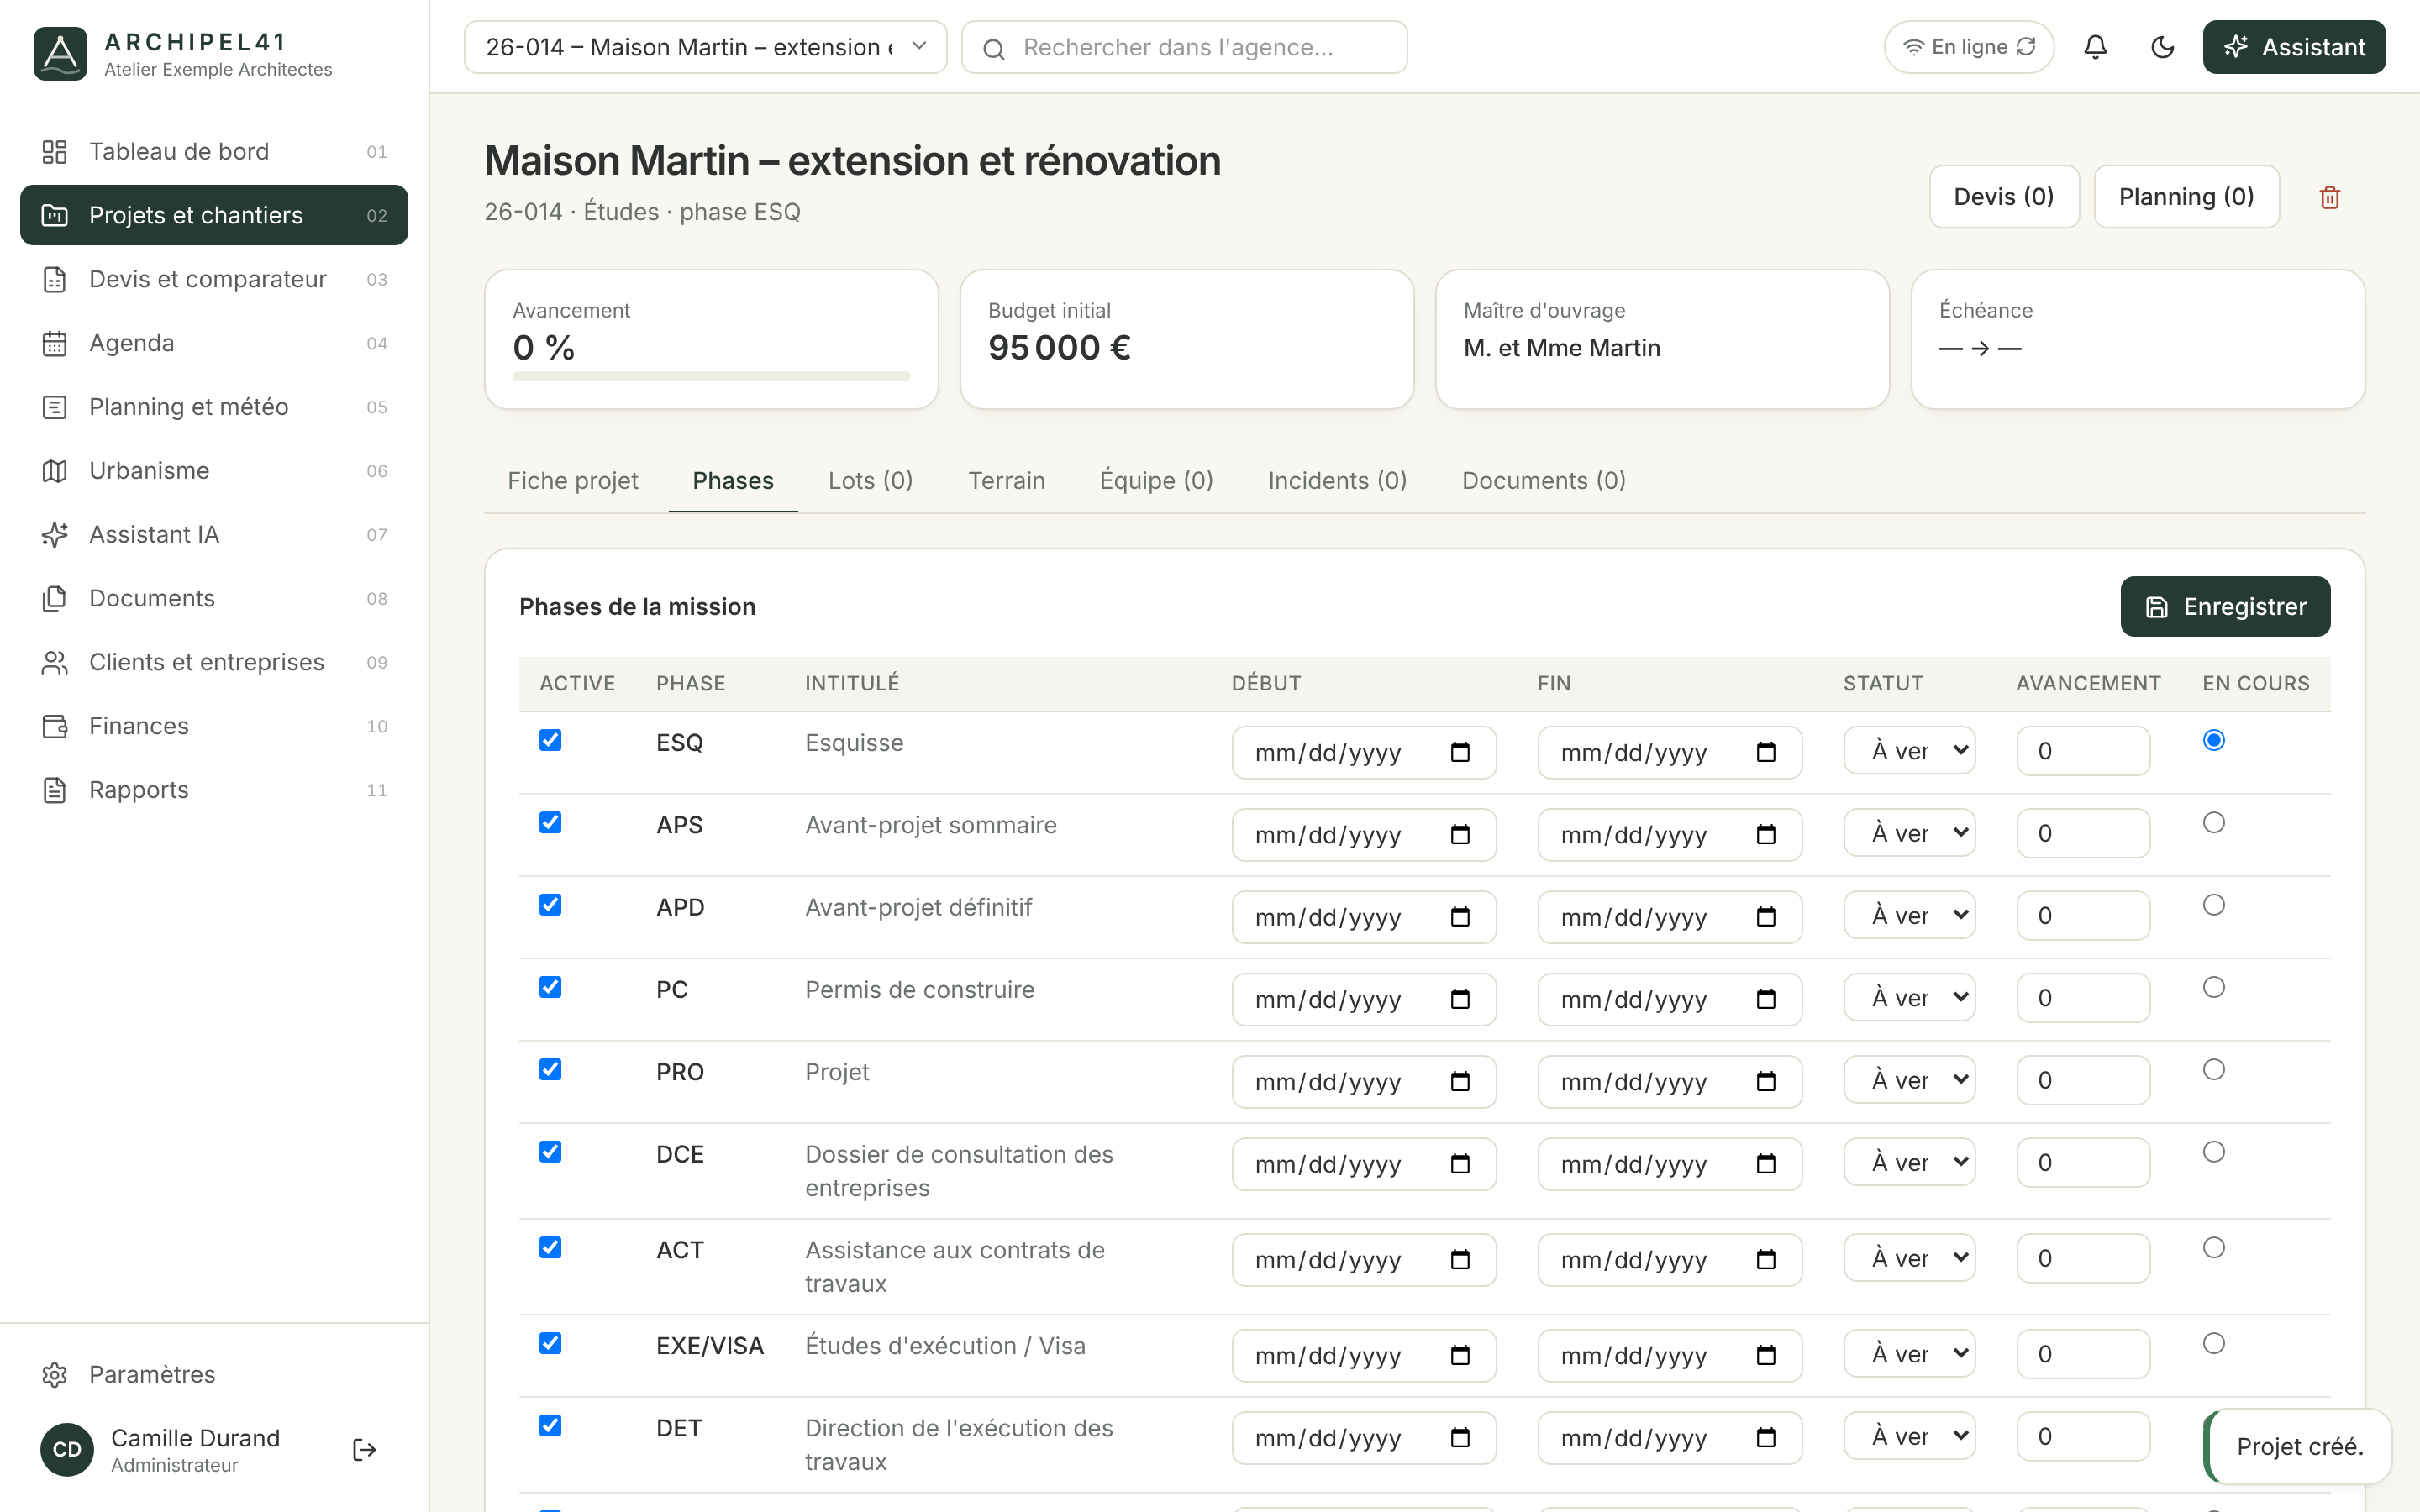 ARCHIPEL41
Atelier Exemple Architectes
Tableau de bord 01
Projets et chantiers 02
Devis et comparateur 03
Agenda 04
Planning et météo 05
Urbanisme 06
Assistant IA 07
Documents 08
Clients et entreprises 09
Finances 10
Rapports 11
Paramètres
CD
Camille Durand
Administrateur
26-014 – Maison Martin – extension e
Rechercher dans l'agence...
En ligne
Assistant
Maison Martin – extension et rénovation
26-014 · Études · phase ESQ
Devis (0)
Planning (0)
Avancement
0 %
Budget initial
95 000 €
Maître d'ouvrage
M. et Mme Martin
Échéance
— → —
Fiche projet Phases Lots (0) Terrain Équipe (0) Incidents (0) Documents (0)
Phases de la mission
Enregistrer
ACTIVE PHASE INTITULÉ DÉBUT FIN STATUT AVANCEMENT EN COURS
ESQ Esquisse mm/dd/yyyy mm/dd/yyyy À ver 0
APS Avant-projet sommaire mm/dd/yyyy mm/dd/yyyy À ver 0
APD Avant-projet définitif mm/dd/yyyy mm/dd/yyyy À ver 0
PC Permis de construire mm/dd/yyyy mm/dd/yyyy À ver 0
PRO Projet mm/dd/yyyy mm/dd/yyyy À ver 0
DCE Dossier de consultation des mm/dd/yyyy mm/dd/yyyy À ver 0
entreprises
ACT Assistance aux contrats de mm/dd/yyyy mm/dd/yyyy À ver 0
travaux
EXE/VISA Études d'exécution / Visa mm/dd/yyyy mm/dd/yyyy À ver 0
DET Direction de l'exécution des mm/dd/yyyy mm/dd/yyyy À ver 0
travaux
Projet créé.